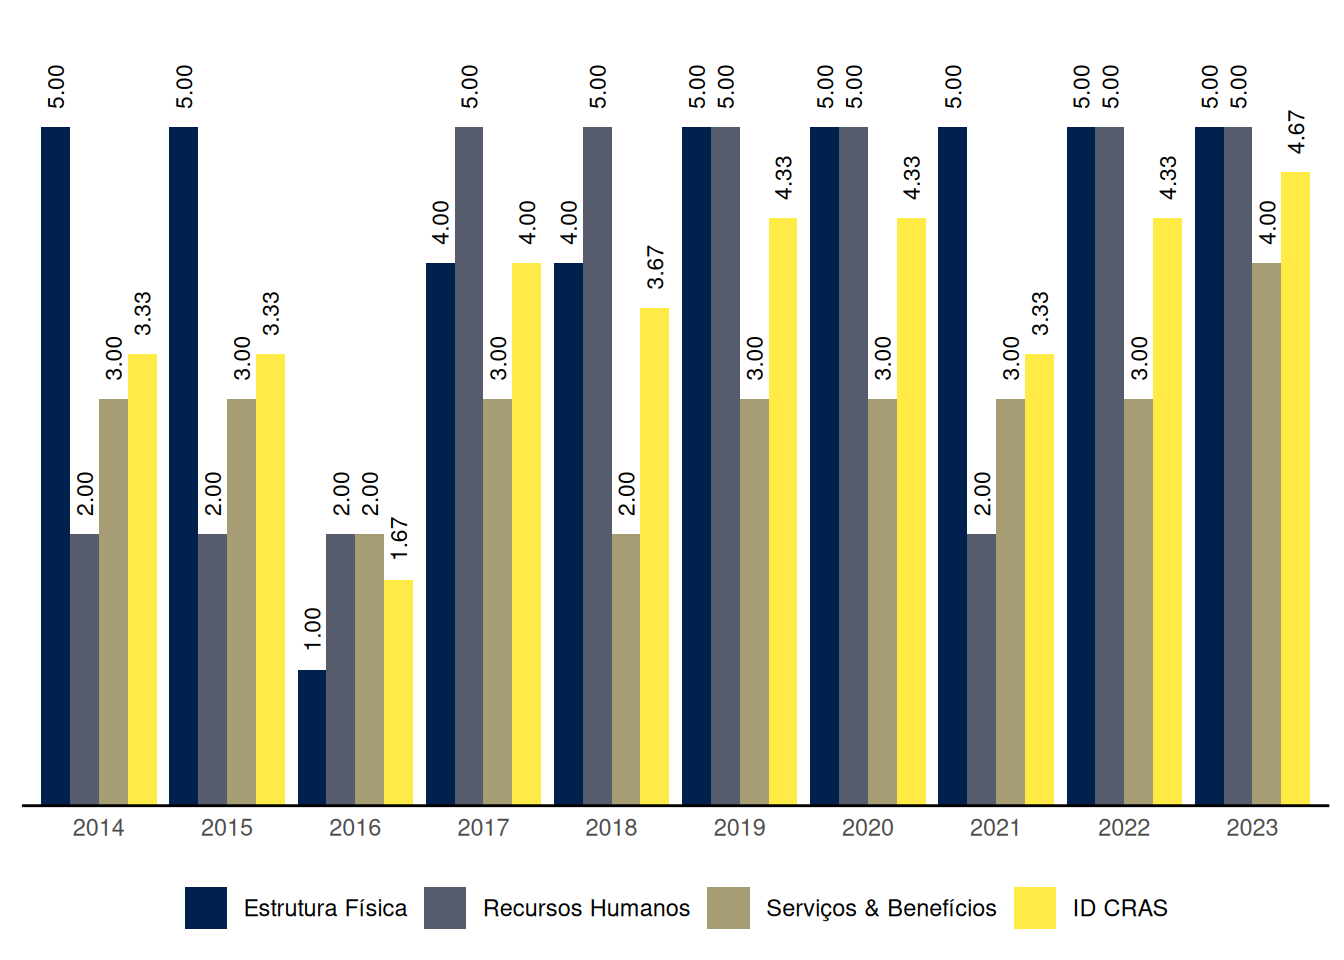 5.00 2.00 3.00 3.33 5.00 2.00 3.00 3.33 1.00 2.00 2.00 1.67 4.00 5.00 3.00 4.00 4.00 5.00 2.00 3.67 5.00 5.00 3.00 4.33 5.00 5.00 3.00 4.33 5.00 2.00 3.00 3.33 5.00 5.00 3.00 4.33 5.00 5.00 4.00 4.67
2014 2015 2016 2017 2018 2019 2020 2021 2022 2023
Estrutura Física Recursos Humanos Serviços & Benefícios ID CRAS